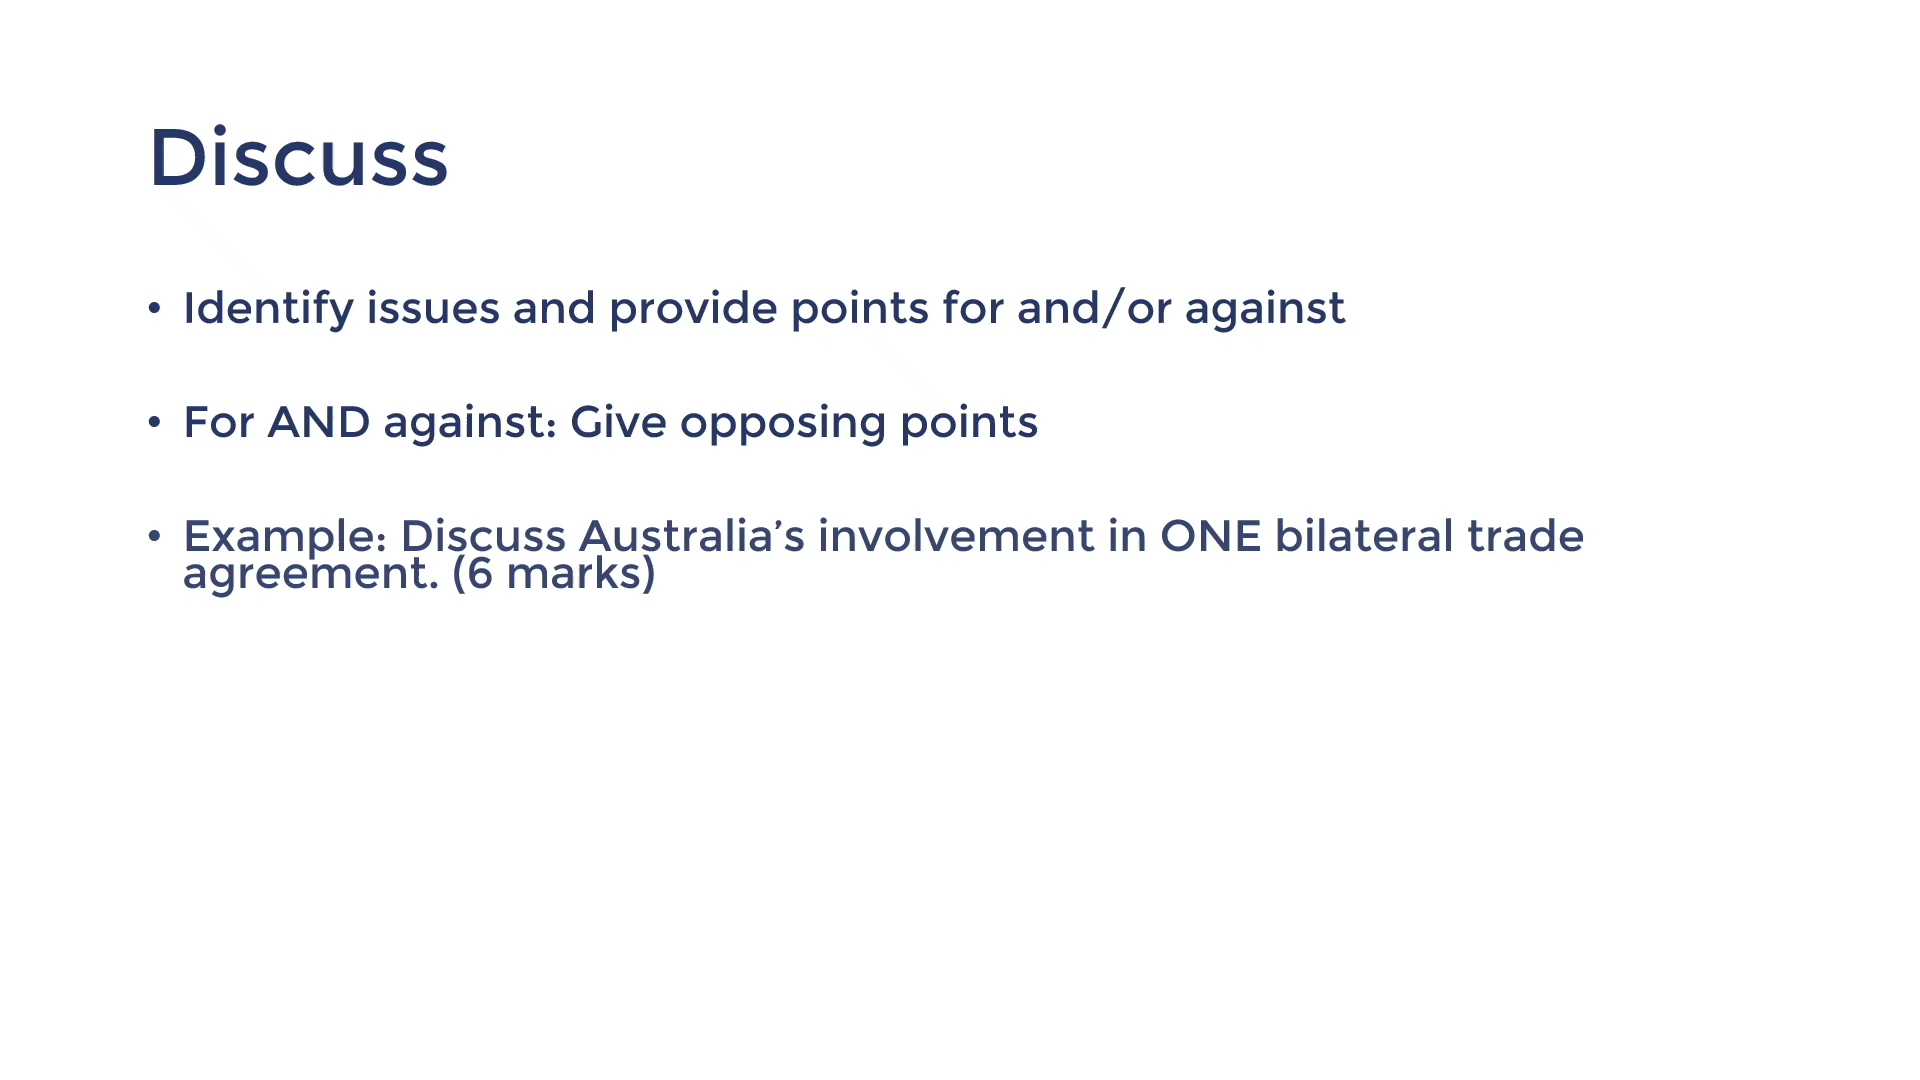 Discuss
• Identify issues and provide points for and/or against
• For AND against: Give opposing points
• Example: Discuss Australia’s involvement in ONE bilateral trade
agreement. (6 marks)